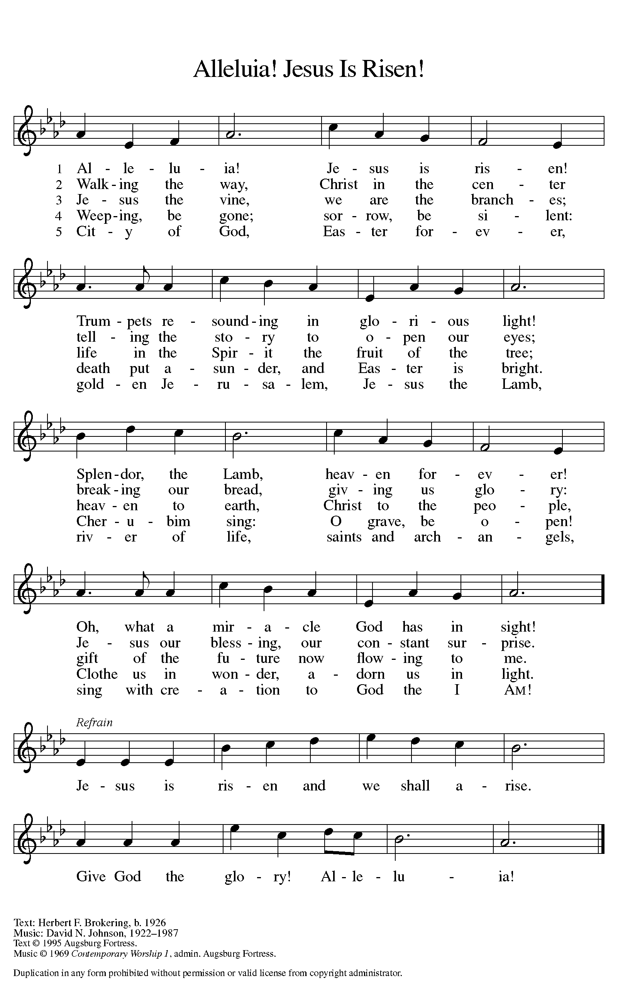 Alleluia! Jesus Is Risen!
1 Al - le - lu - ia! Je - sus is ris - en!
2 Walk - ing the way, Christ in the cen - ter
3 Je - sus the vine, we are the branch - es;
4 Weep - ing, be gone; sor - row, be si - lent:
5 Cit - y of God, Eas - ter for - ev - er,
Trum - pets re - sound - ing in glo - ri - ous light!
tell - ing the sto - ry to o - pen our eyes;
life in the Spir - it the fruit of the tree;
death put a - sun - der, and Eas - ter is bright.
gold - en Je - ru - sa - lem, Je - sus the Lamb,
Splen - dor, the Lamb, heav - en for - ev - er!
break - ing our bread, giv - ing us glo - ry:
heav - en to earth, Christ to the peo - ple,
Cher - u - bim sing: O grave, be o - pen!
riv - er of life, saints and arch - an - gels,
Oh, what a mir - a - cle God has in sight!
Je - sus our bless - ing, our con - stant sur - prise.
gift of the fu - ture now flow - ing to me.
Clothe us in won - der, a - dorn us in light.
sing with cre - a - tion to God the I AM!
Refrain
Je - sus is ris - en and we shall a - rise.
Give God the glo - ry! Al - le - lu - ia!
Text: Herbert F. Brokering, b. 1926
Music: David N. Johnson, 1922–1987
Text © 1995 Augsburg Fortress.
Music © 1969 Contemporary Worship 1, admin. Augsburg Fortress.
Duplication in any form prohibited without permission or valid license from copyright administrator.